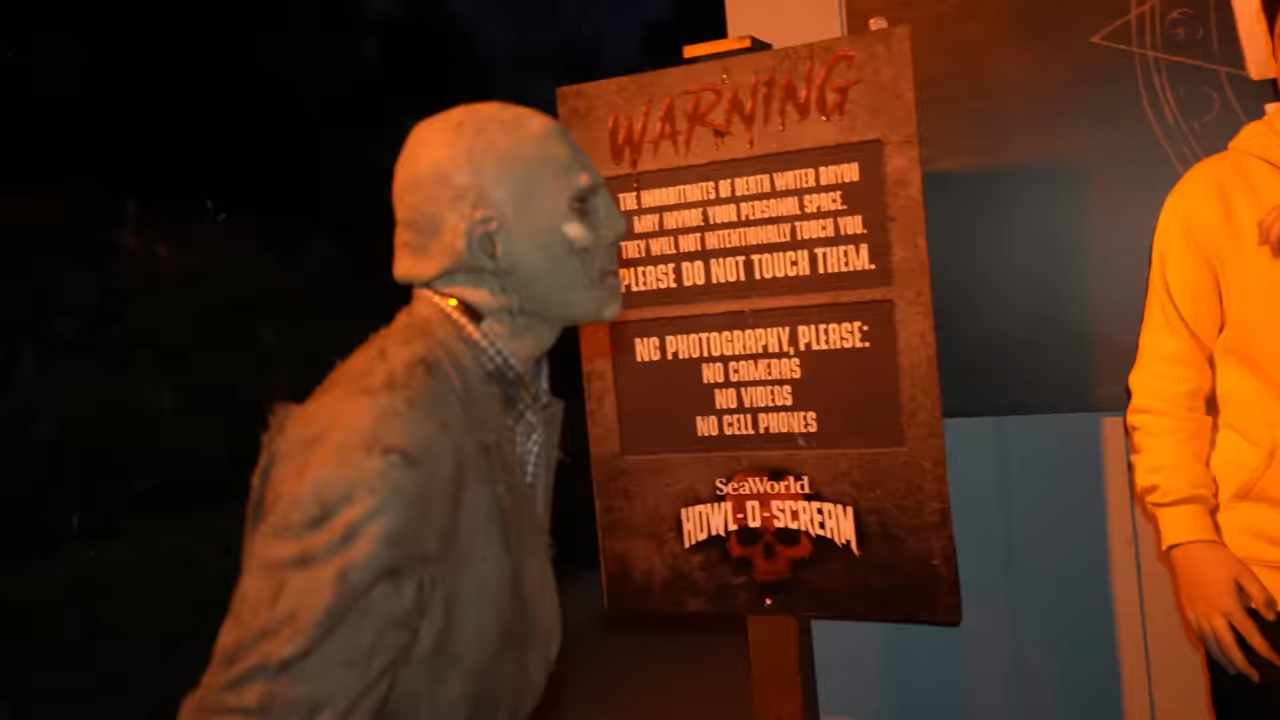 WARNING
THE INHABITANTS OF DEATH WATER BAYOU
MAY INVADE YOUR PERSONAL SPACE.
THEY WILL NOT INTENTIONALLY TOUCH YOU.
PLEASE DO NOT TOUCH THEM.
NO PHOTOGRAPHY, PLEASE:
NO CAMERAS
NO VIDEOS
NO CELL PHONES
SeaWorld
HOWL-O-SCREAM